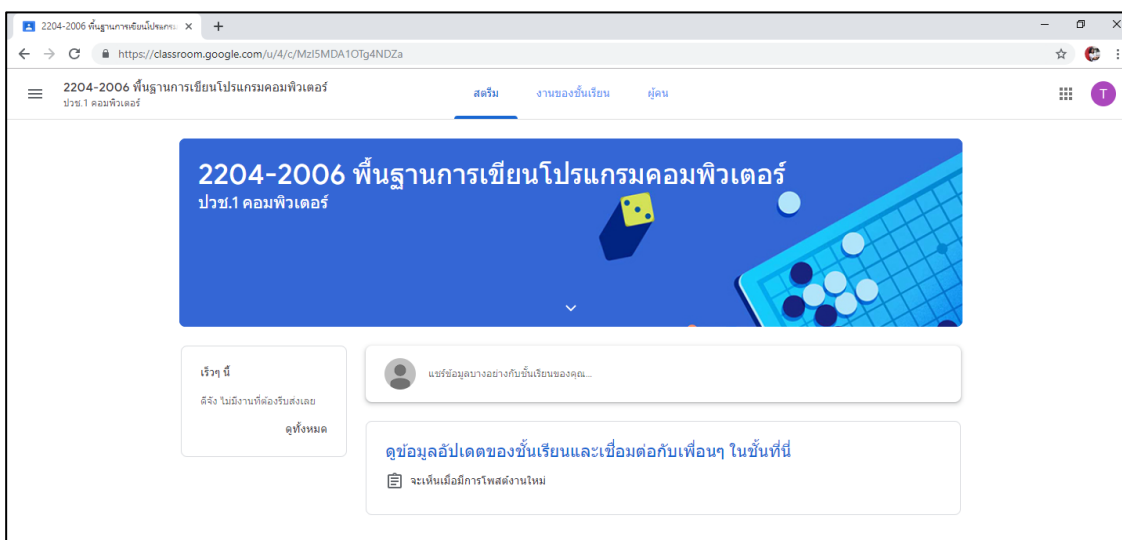 2204-2006 พื้นฐานการเขียนโปรแกรม
https://classroom.google.com/u/4/c/MzI5MDA1OTg4NDZa
2204-2006 พื้นฐานการเขียนโปรแกรมคอมพิวเตอร์
ปวช.1 คอมพิวเตอร์
สตรีม งานของชั้นเรียน ผู้คน
T
2204-2006 พื้นฐานการเขียนโปรแกรมคอมพิวเตอร์
ปวช.1 คอมพิวเตอร์
เร็วๆ นี้
ดีจัง ไม่มีงานที่ต้องรีบส่งเลย
ดูทั้งหมด
แชร์ข้อมูลบางอย่างกับชั้นเรียนของคุณ...
ดูข้อมูลอัปเดตของชั้นเรียนและเชื่อมต่อกับเพื่อนๆ ในชั้นที่นี่
จะเห็นเมื่อมีการโพสต์งานใหม่